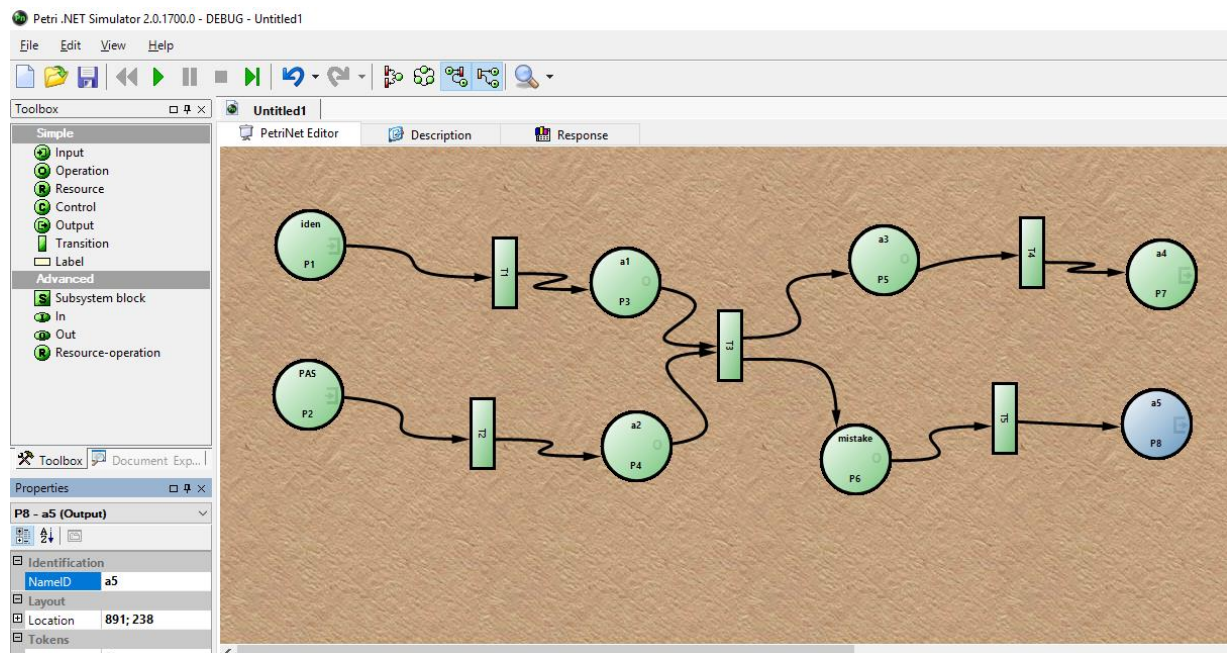 Petri .NET Simulator 2.0.1700.0 - DEBUG - Untitled1
File Edit View Help
Toolbox
Simple
Input
Operation
Resource
Control
Output
Transition
Label
Advanced
Subsystem block
In
Out
Resource-operation
Toolbox Document Exp...
Properties
P8 - a5 (Output)
Identification
NameID a5
Layout
Location 891; 238
Tokens
Untitled1
PetriNet Editor Description Response
iden
P1
T1
a1
P3
PAS
P2
T2
a2
P4
T3
a3
P5
T4
a4
P7
mistake
P6
T5
a5
P8